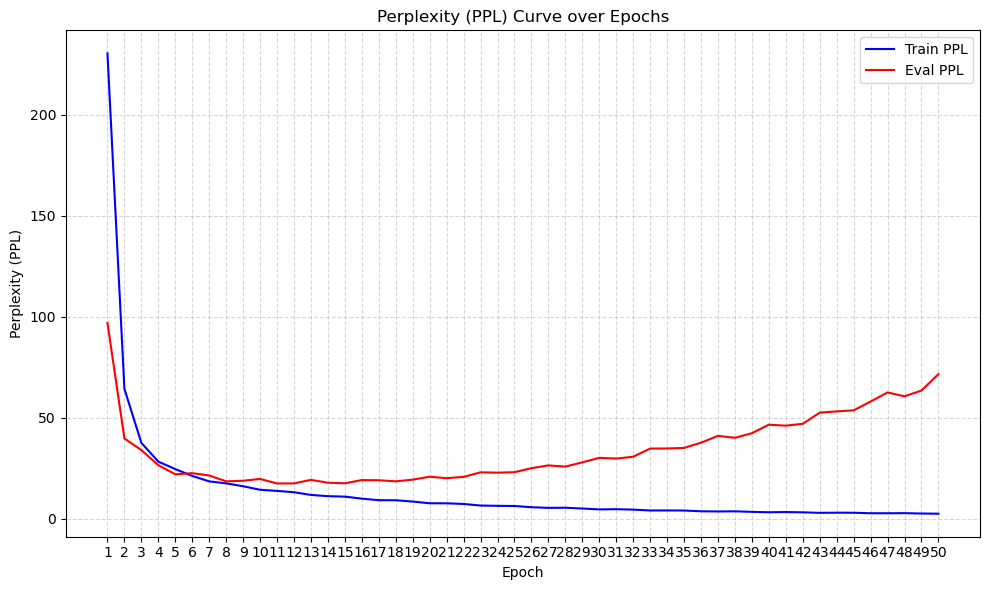 Perplexity (PPL) Curve over Epochs
Train PPL
Eval PPL
Perplexity (PPL)
200
150
100
50
0
1 2 3 4 5 6 7 8 9 10 11 12 13 14 15 16 17 18 19 20 21 22 23 24 25 26 27 28 29 30 31 32 33 34 35 36 37 38 39 40 41 42 43 44 45 46 47 48 49 50
Epoch